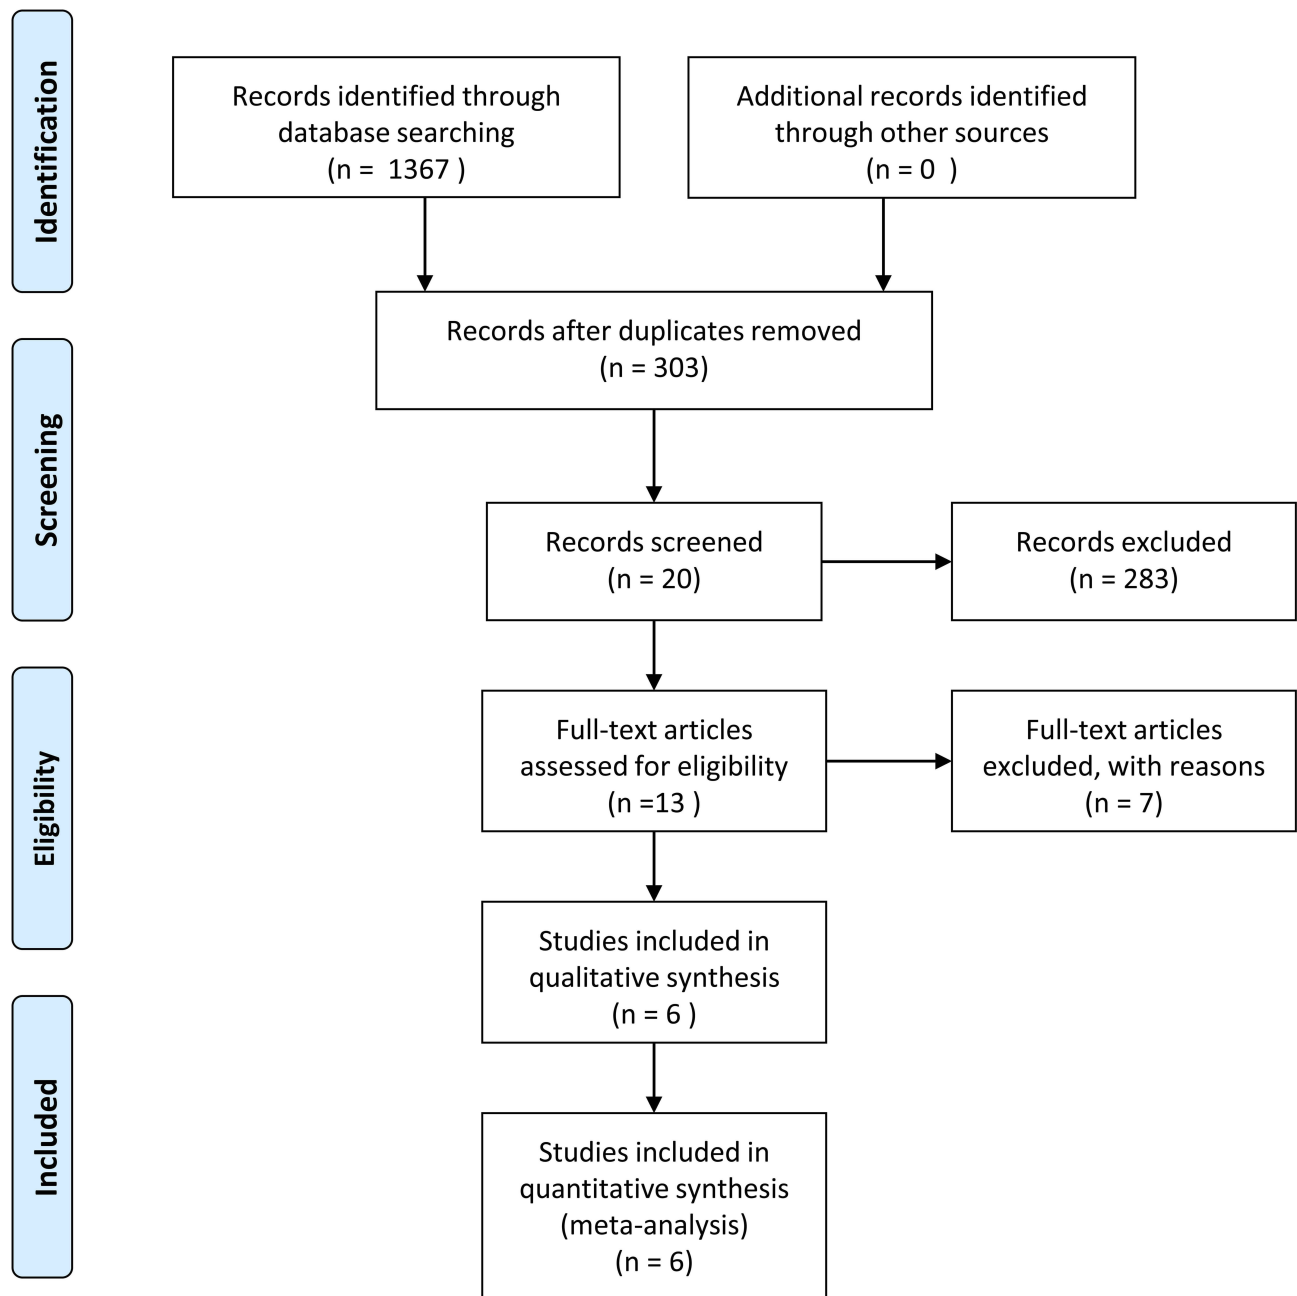 Identification
Records identified through
database searching
(n =  1367 )
Additional records identified
through other sources
(n = 0  )
Records after duplicates removed
(n = 303)
Screening
Records screened
(n = 20)
Records excluded
(n = 283)
Eligibility
Full-text articles
assessed for eligibility
(n =13 )
Full-text articles
excluded, with reasons
(n = 7)
Studies included in
qualitative synthesis
(n = 6 )
Included
Studies included in
quantitative synthesis
(meta-analysis)
(n = 6)